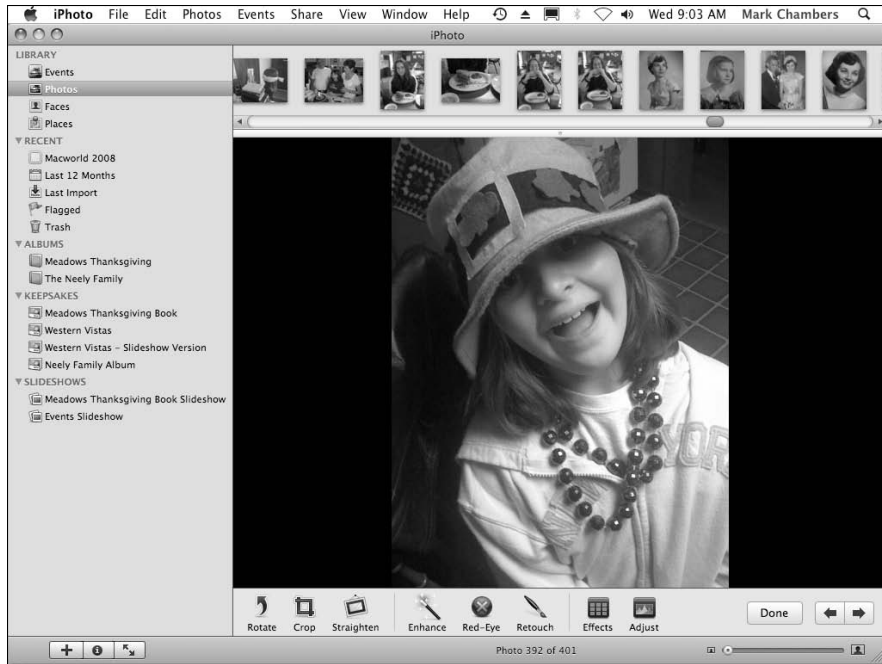 iPhoto File Edit Photos Events Share View Window Help Wed 9:03 AM Mark Chambers
iPhoto
LIBRARY
Events
Photos
Faces
Places
RECENT
Macworld 2008
Last 12 Months
Last Import
Flagged
Trash
ALBUMS
Meadows Thanksgiving
The Neely Family
KEEPSAKES
Meadows Thanksgiving Book
Western Vistas
Western Vistas – Slideshow Version
Neely Family Album
SLIDESHOWS
Meadows Thanksgiving Book Slideshow
Events Slideshow
YOR
Rotate Crop Straighten Enhance Red-Eye Retouch Effects Adjust Done
Photo 392 of 401